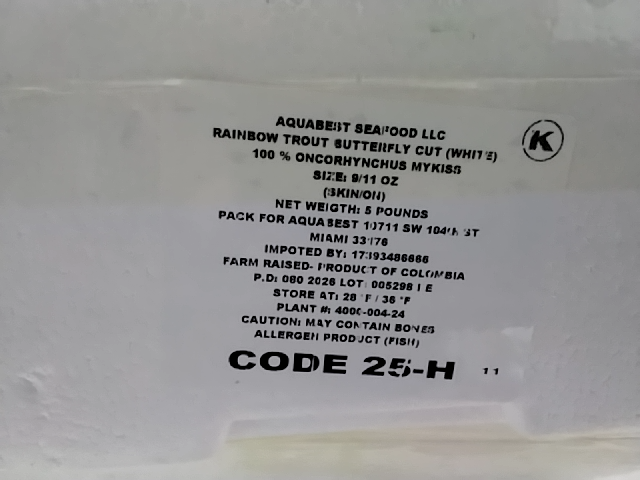 AQUABEST SEAFOOD LLC
RAINBOW TROUT BUTTERFLY CUT (WHITE)
K
100 % ONCORHYNCHUS MYKISS
SIZE: 9/11 OZ
(SKIN/ON)
NET WEIGTH: 5 POUNDS
PACK FOR AQUABEST 10711 SW 104th ST
MIAMI 33176
IMPOTED BY: 17393486666
FARM RAISED- PRODUCT OF COLOMBIA
P.D: 080 2026 LOT: 005298
STORE AT: 28 °F / 36 °F
PLANT #: 4000-004-24
CAUTION: MAY CONTAIN BONES
ALLERGEN PRODUCT (FISH)
CODE 25-H 11